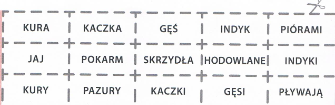 KURA KACZKA GĘŚ INDYK PIÓRAMI
JAJ POKARM SKRZYDŁA HODOWLANE INDYKI
KURY PAZURY KACZKI GĘSI PŁYWAJĄ